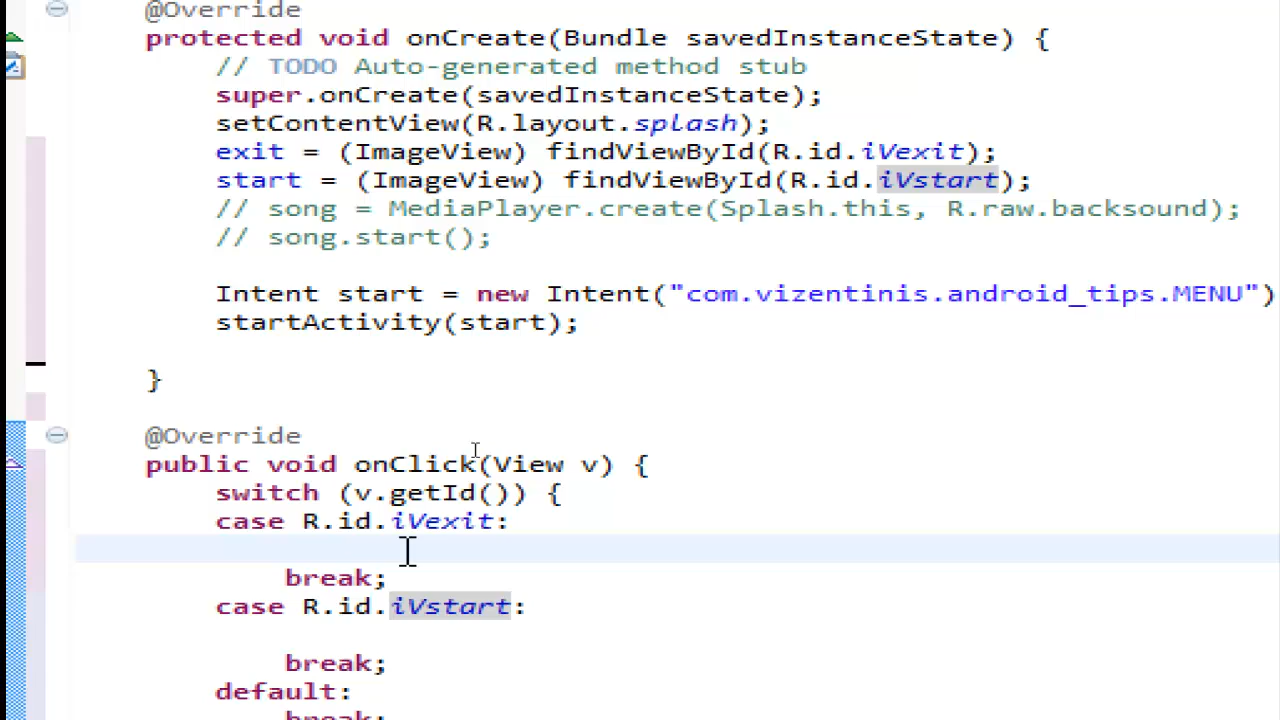 @Override
protected void onCreate(Bundle savedInstanceState) {
// TODO Auto-generated method stub
super.onCreate(savedInstanceState);
setContentView(R.layout.splash);
exit = (ImageView) findViewById(R.id.iVexit);
start = (ImageView) findViewById(R.id.iVstart);
// song = MediaPlayer.create(Splash.this, R.raw.backsound);
// song.start();
Intent start = new Intent("com.vizentinis.android_tips.MENU")
startActivity(start);
}
@Override
public void onClick(View v) {
switch (v.getId()) {
case R.id.iVexit:
break;
case R.id.iVstart:
break;
default:
break;